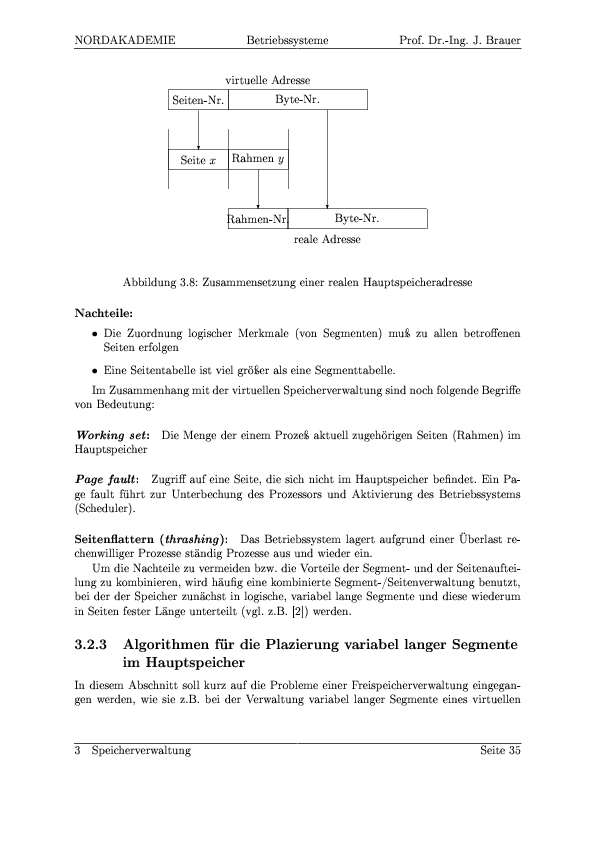 NORDAKADEMIE Betriebssysteme Prof. Dr.-Ing. J. Brauer
virtuelle Adresse
Seiten-Nr. Byte-Nr.
Seite x Rahmen y
Rahmen-Nr. Byte-Nr.
reale Adresse
Abbildung 3.8: Zusammensetzung einer realen Hauptspeicheradresse
Nachteile:
• Die Zuordnung logischer Merkmale (von Segmenten) muß zu allen betroffenen
Seiten erfolgen
• Eine Seitentabelle ist viel größer als eine Segmenttabelle.
Im Zusammenhang mit der virtuellen Speicherverwaltung sind noch folgende Begriffe
von Bedeutung:
Working set: Die Menge der einem Prozeß aktuell zugehörigen Seiten (Rahmen) im
Hauptspeicher
Page fault: Zugriff auf eine Seite, die sich nicht im Hauptspeicher befindet. Ein Pa-
ge fault führt zur Unterbechung des Prozessors und Aktivierung des Betriebssystems
(Scheduler).
Seitenflattern (thrashing): Das Betriebssystem lagert aufgrund einer Überlast re-
chenwilliger Prozesse ständig Prozesse aus und wieder ein.
Um die Nachteile zu vermeiden bzw. die Vorteile der Segment- und der Seitenauftei-
lung zu kombinieren, wird häufig eine kombinierte Segment-/Seitenverwaltung benutzt,
bei der der Speicher zunächst in logische, variabel lange Segmente und diese wiederum
in Seiten fester Länge unterteilt (vgl. z.B. [2]) werden.
3.2.3 Algorithmen für die Plazierung variabel langer Segmente
im Hauptspeicher
In diesem Abschnitt soll kurz auf die Probleme einer Freispeicherverwaltung eingegan-
gen werden, wie sie z.B. bei der Verwaltung variabel langer Segmente eines virtuellen
3 Speicherverwaltung Seite 35